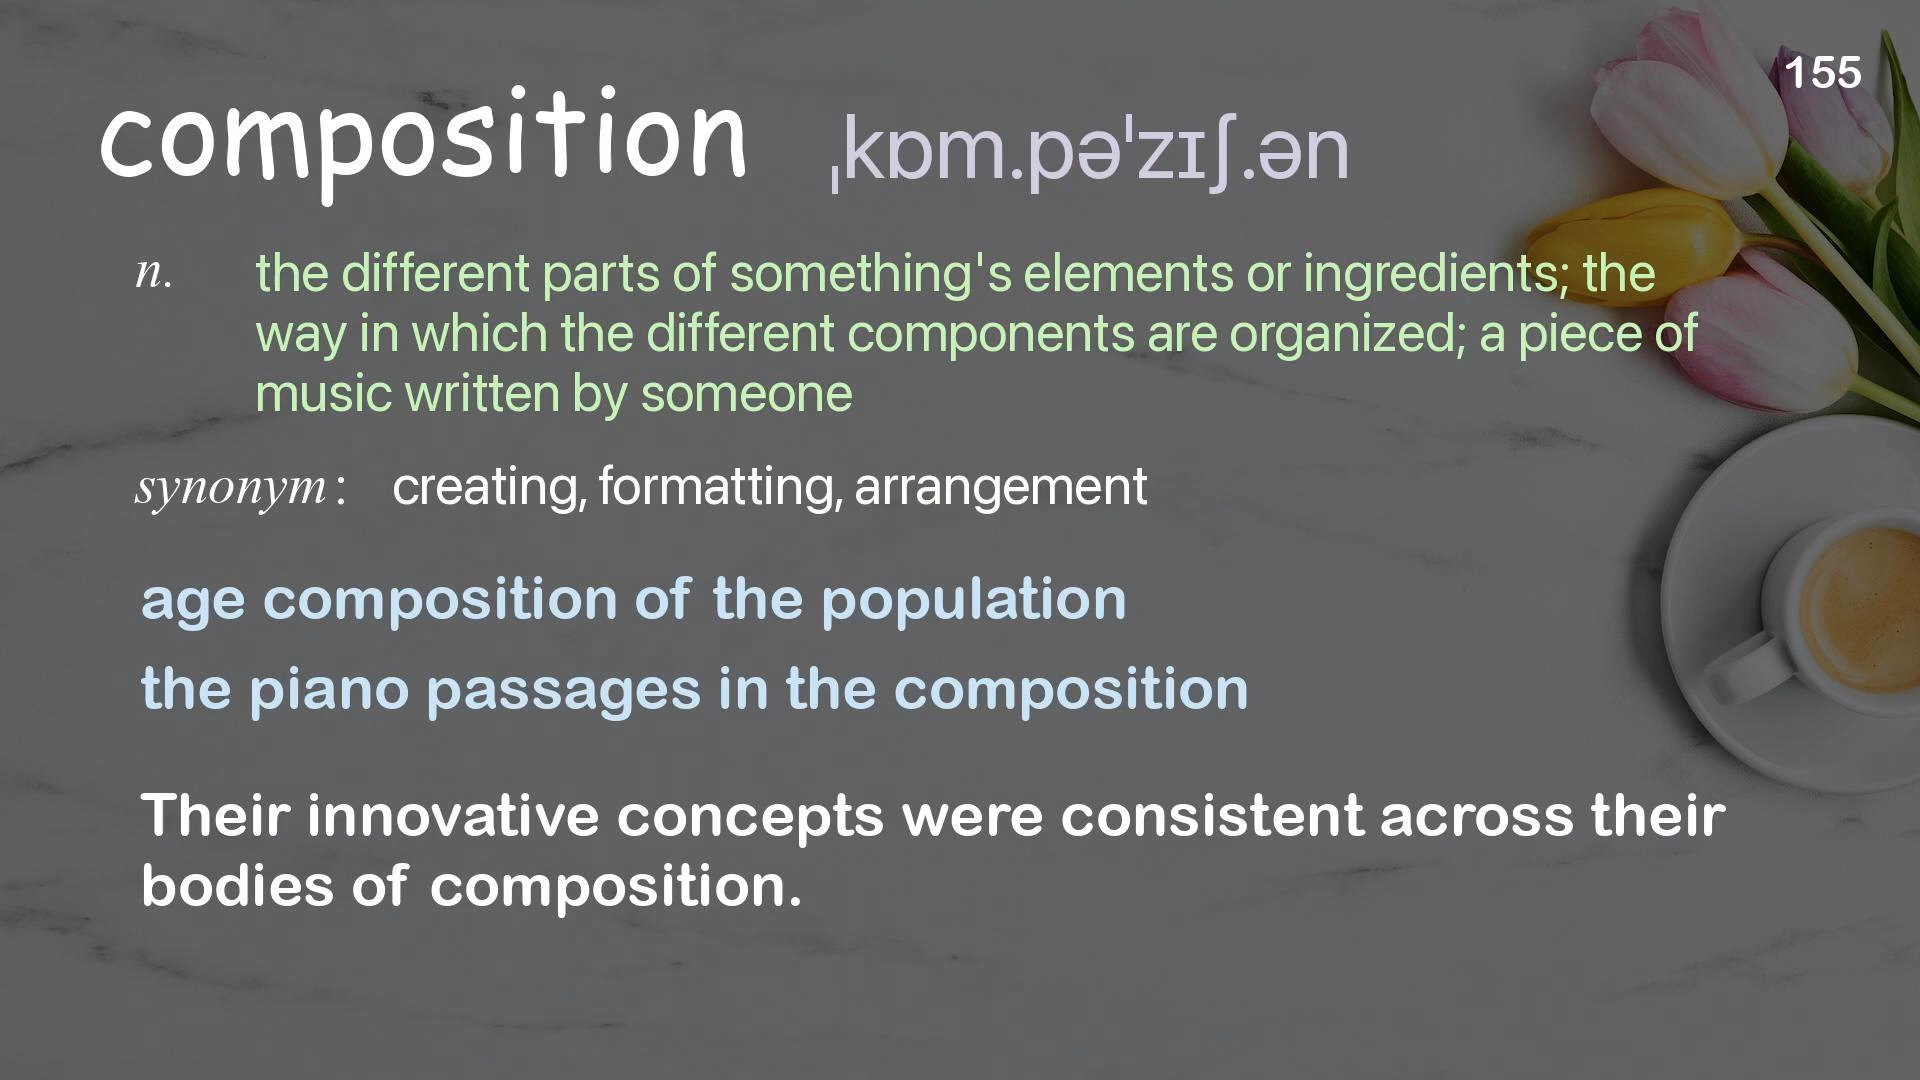 155
composition ˌkɒm.pəˈzɪʃ.ən
n. the different parts of something's elements or ingredients; the
way in which the different components are organized; a piece of
music written by someone
synonym: creating, formatting, arrangement
age composition of the population
the piano passages in the composition
Their innovative concepts were consistent across their
bodies of composition.